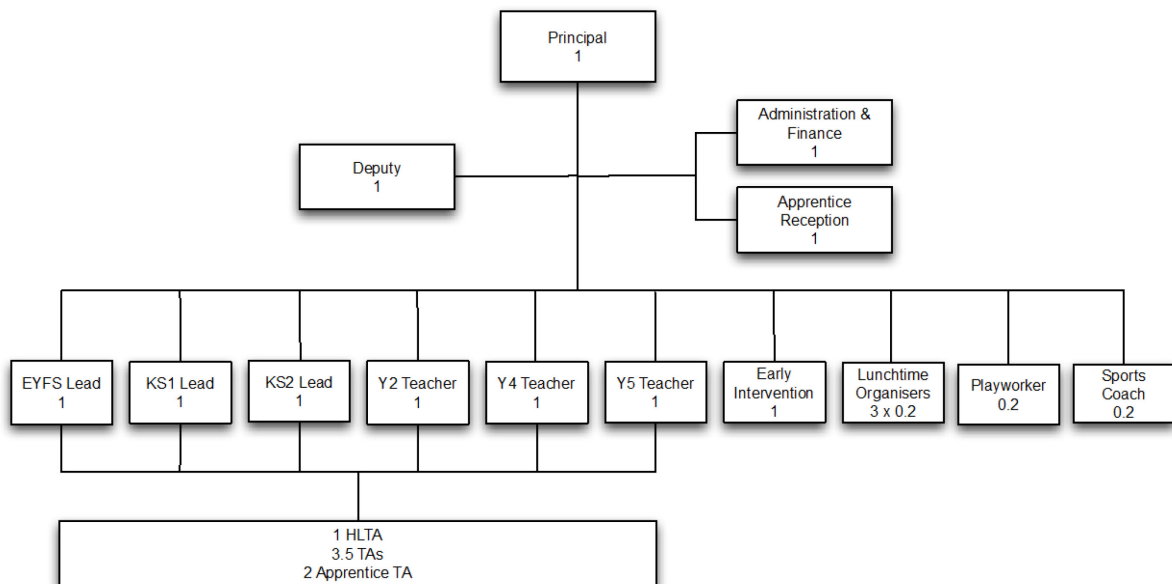 Principal
1
Administration &
Finance
1
Deputy
1
Apprentice
Reception
1
EYFS Lead
1
KS1 Lead
1
KS2 Lead
1
Y2 Teacher
1
Y4 Teacher
1
Y5 Teacher
1
Early
Intervention
1
Lunchtime
Organisers
3 x 0.2
Playworker
0.2
Sports
Coach
0.2
1 HLTA
3.5 TAs
2 Apprentice TA